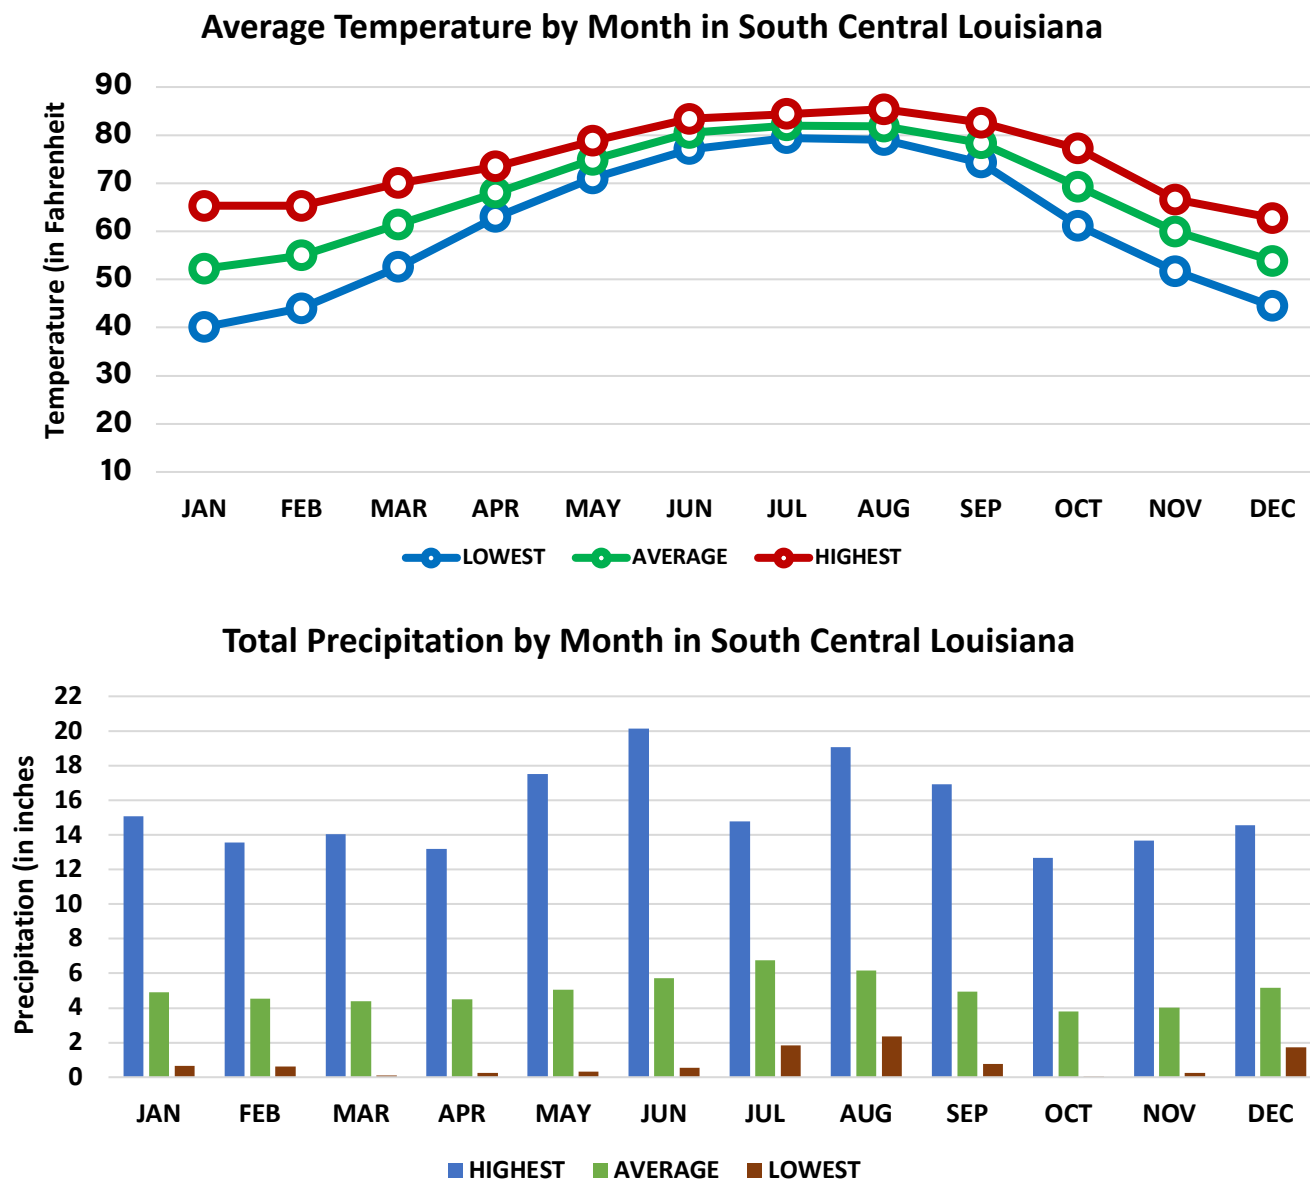 Average Temperature by Month in South Central Louisiana
Temperature (in Fahrenheit
90
80
70
60
50
40
30
20
10
JAN FEB MAR APR MAY JUN JUL AUG SEP OCT NOV DEC
LOWEST AVERAGE HIGHEST
Total Precipitation by Month in South Central Louisiana
Precipitation (in inches
22
20
18
16
14
12
10
8
6
4
2
0
JAN FEB MAR APR MAY JUN JUL AUG SEP OCT NOV DEC
HIGHEST AVERAGE LOWEST